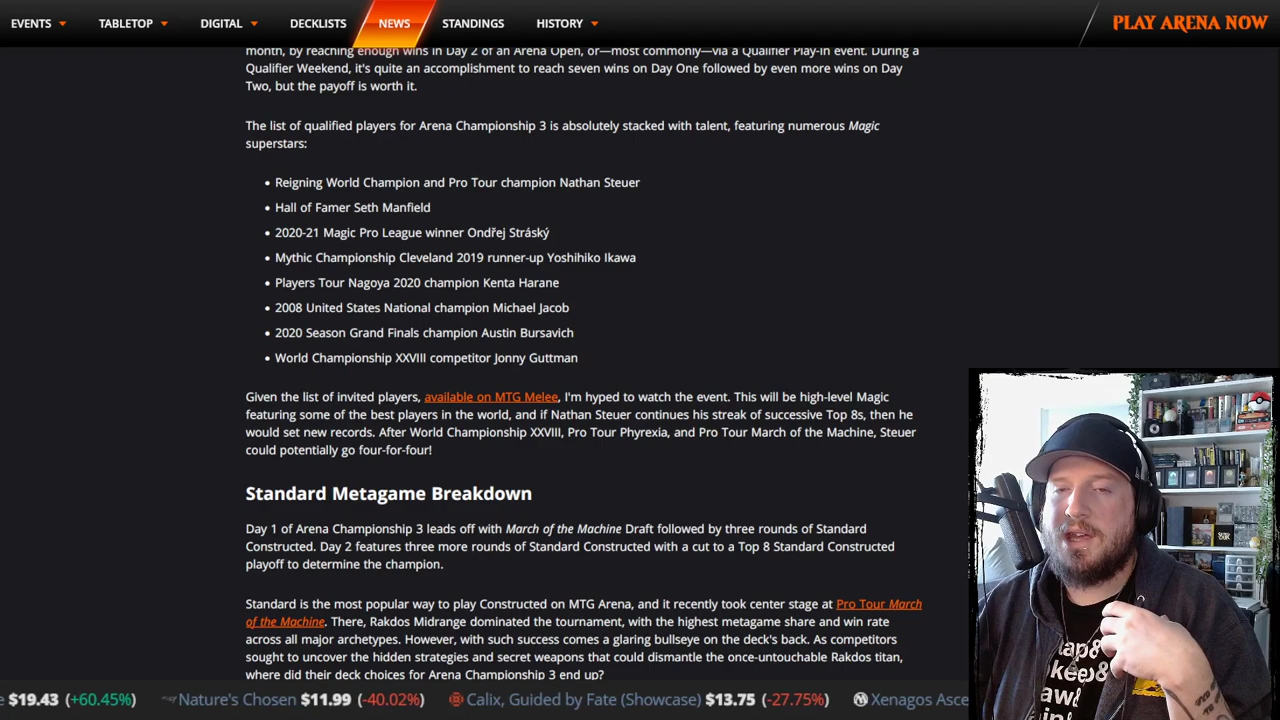 EVENTS TABLETOP DIGITAL DECKLISTS NEWS STANDINGS HISTORY PLAY ARENA NOW
month, by reaching enough wins in Day 2 of an Arena Open, or—most commonly—via a Qualifier Play-In event. During a
Qualifier Weekend, it's quite an accomplishment to reach seven wins on Day One followed by even more wins on Day
Two, but the payoff is worth it.
The list of qualified players for Arena Championship 3 is absolutely stacked with talent, featuring numerous Magic
superstars:
• Reigning World Champion and Pro Tour champion Nathan Steuer
• Hall of Famer Seth Manfield
• 2020-21 Magic Pro League winner Ondřej Stráský
• Mythic Championship Cleveland 2019 runner-up Yoshihiko Ikawa
• Players Tour Nagoya 2020 champion Kenta Harane
• 2008 United States National champion Michael Jacob
• 2020 Season Grand Finals champion Austin Bursavich
• World Championship XXVIII competitor Jonny Guttman
Given the list of invited players, available on MTG Melee, I'm hyped to watch the event. This will be high-level Magic
featuring some of the best players in the world, and if Nathan Steuer continues his streak of successive Top 8s, then he
would set new records. After World Championship XXVIII, Pro Tour Phyrexia, and Pro Tour March of the Machine, Steuer
could potentially go four-for-four!
Standard Metagame Breakdown
Day 1 of Arena Championship 3 leads off with March of the Machine Draft followed by three rounds of Standard
Constructed. Day 2 features three more rounds of Standard Constructed with a cut to a Top 8 Standard Constructed
playoff to determine the champion.
Standard is the most popular way to play Constructed on MTG Arena, and it recently took center stage at Pro Tour March
of the Machine. There, Rakdos Midrange dominated the tournament, with the highest metagame share and win rate
across all major archetypes. However, with such success comes a glaring bullseye on the deck's back. As competitors
sought to uncover the hidden strategies and secret weapons that could dismantle the once-untouchable Rakdos titan,
where did their deck choices for Arena Championship 3 end up?
tap&
keep&
aw&
in&
e $19.43 (+60.45%) Nature's Chosen $11.99 (-40.02%) Calix, Guided by Fate (Showcase) $13.75 (-27.75%) Xenagos Asce